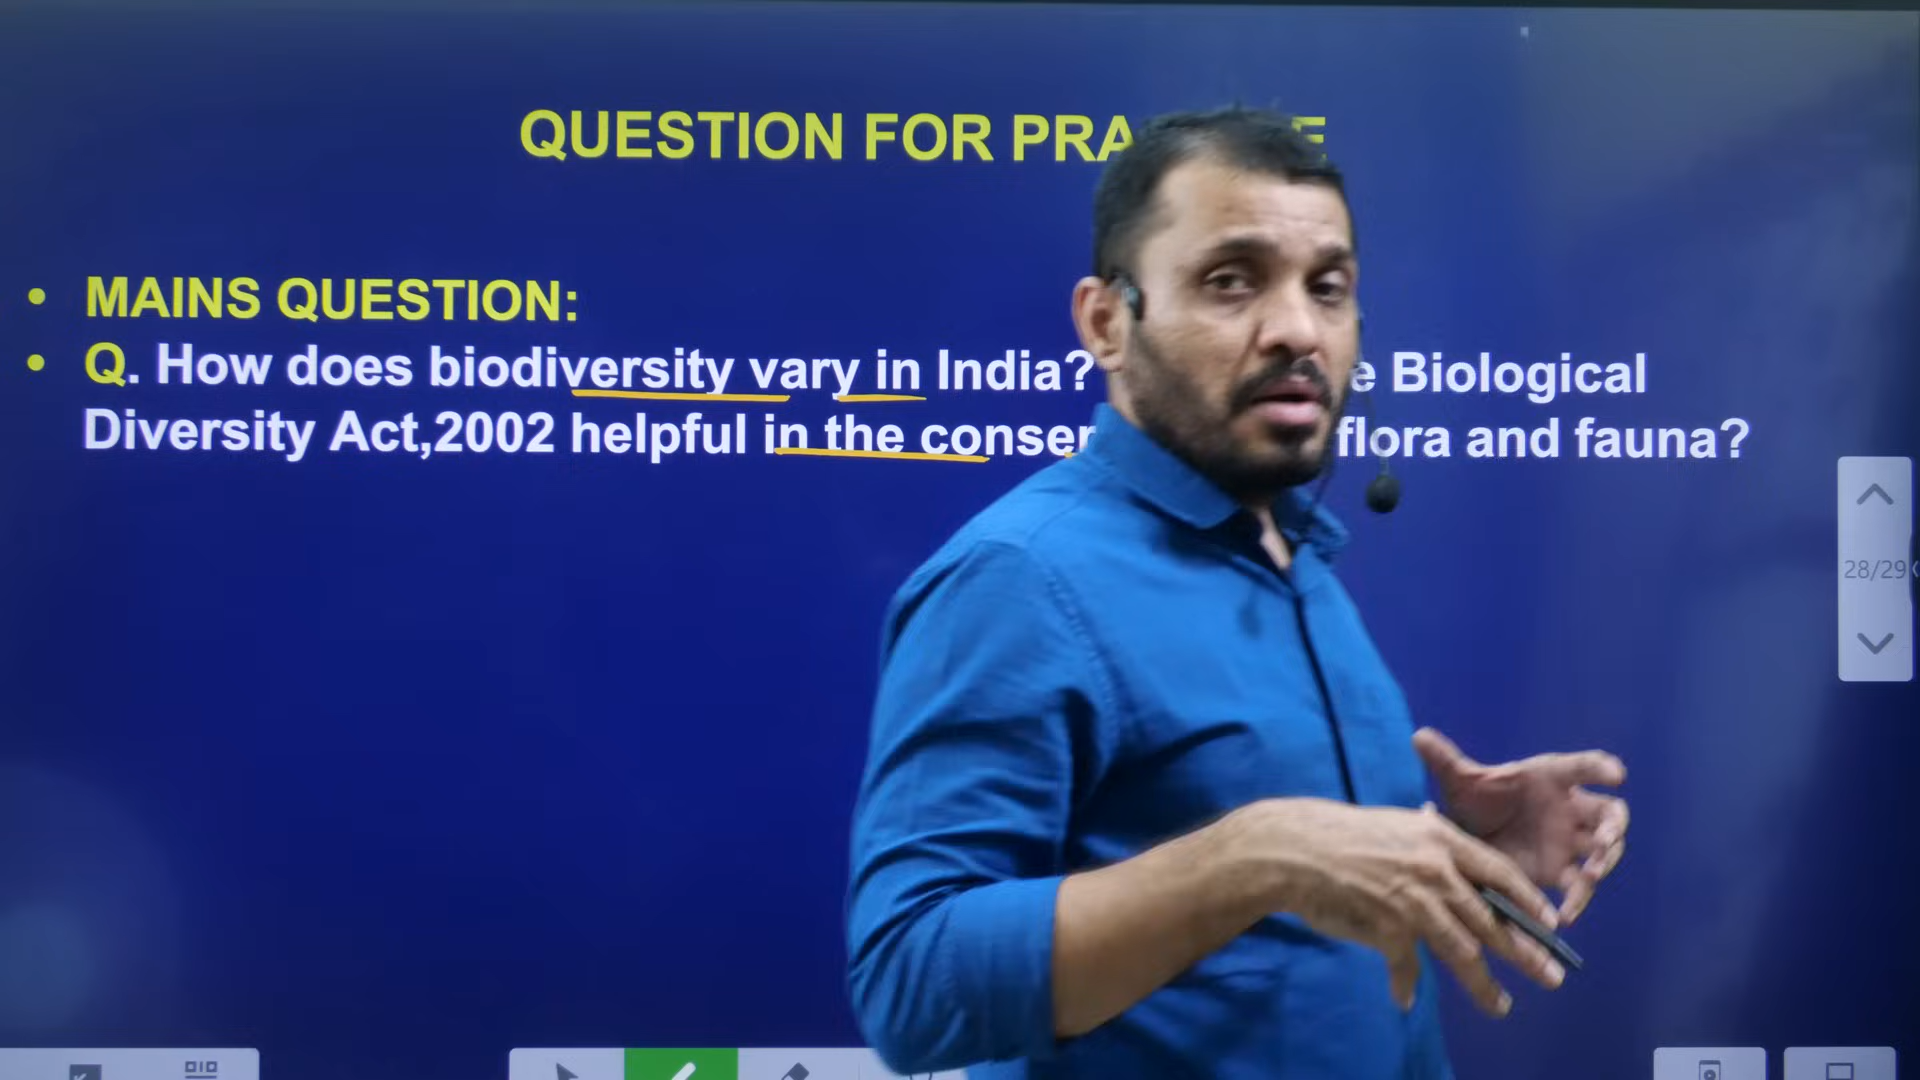 QUESTION FOR PRA E
• MAINS QUESTION:
• Q. How does biodiversity vary in India? e Biological
Diversity Act,2002 helpful in the conser flora and fauna?
28/29